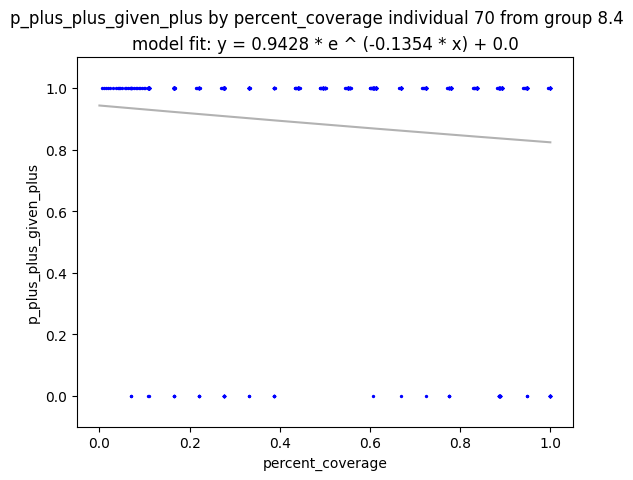 p_plus_plus_given_plus by percent_coverage individual 70 from group 8.4
model fit: y = 0.9428 * e ^ (-0.1354 * x) + 0.0
1.0
0.8
0.6
0.4
0.2
0.0
p_plus_plus_given_plus
0.0 0.2 0.4 0.6 0.8 1.0
percent_coverage